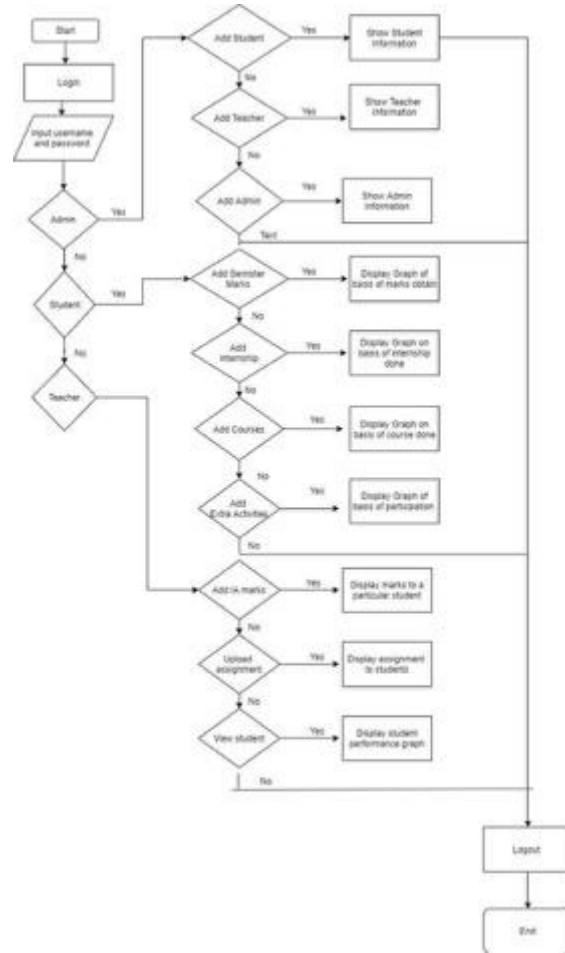 Start
Login
Input username
and password
Admin
Yes
No
Student
Yes
No
Teacher
Add Student
Yes
Show Student
Information
No
Add Teacher
Yes
Show Teacher
Information
No
Add Admin
Yes
Show Admin
Information
Text
Add Semister
Marks
Yes
Display Graph of
basis of marks obtain
No
Add
Internship
Yes
Display Graph on
basis of internship
done
No
Add Courses
Yes
Display Graph on
basis of course done
No
Add
Extra Activities
Yes
Display Graph of
basis of participation
No
Add IA marks
Yes
Display marks to a
particular student
No
Upload
assignment
Yes
Display assignment
to students
No
View student
Yes
Display student
performance graph
No
Logout
End